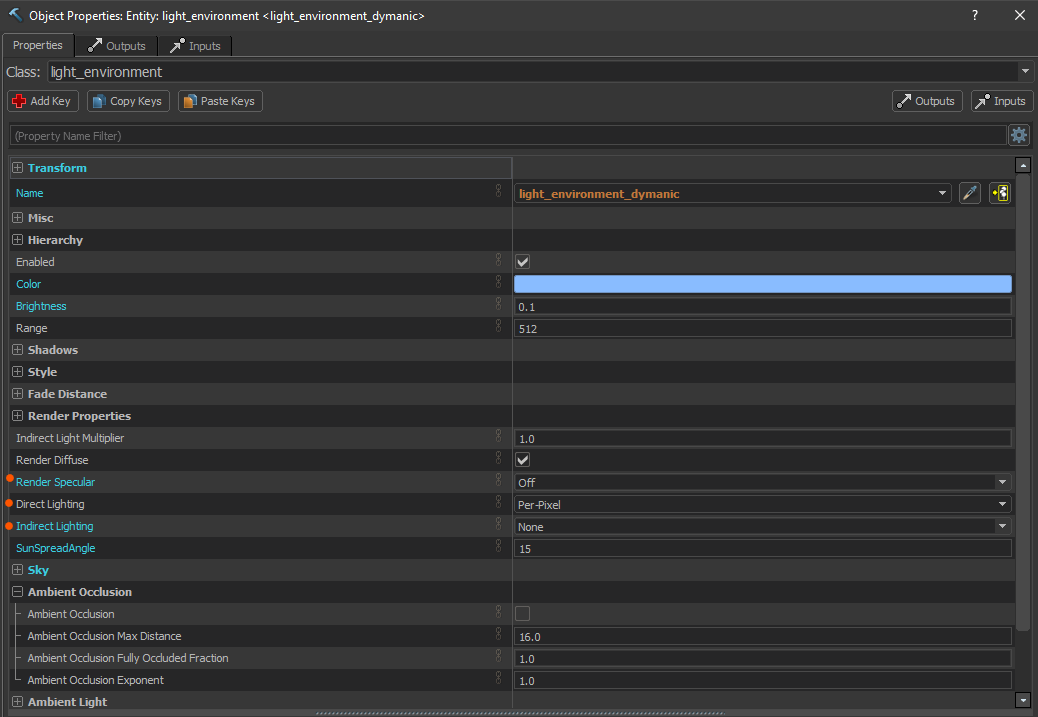 Object Properties: Entity: light_environment <light_environment_dymanic>
?
Properties Outputs Inputs
Class: light_environment
Add Key Copy Keys Paste Keys Outputs Inputs
(Property Name Filter)
Transform
Name light_environment_dymanic
Misc
Hierarchy
Enabled
Color
Brightness 0.1
Range 512
Shadows
Style
Fade Distance
Render Properties
Indirect Light Multiplier 1.0
Render Diffuse
Render Specular Off
Direct Lighting Per-Pixel
Indirect Lighting None
SunSpreadAngle 15
Sky
Ambient Occlusion
Ambient Occlusion
Ambient Occlusion Max Distance 16.0
Ambient Occlusion Fully Occluded Fraction 1.0
Ambient Occlusion Exponent 1.0
Ambient Light